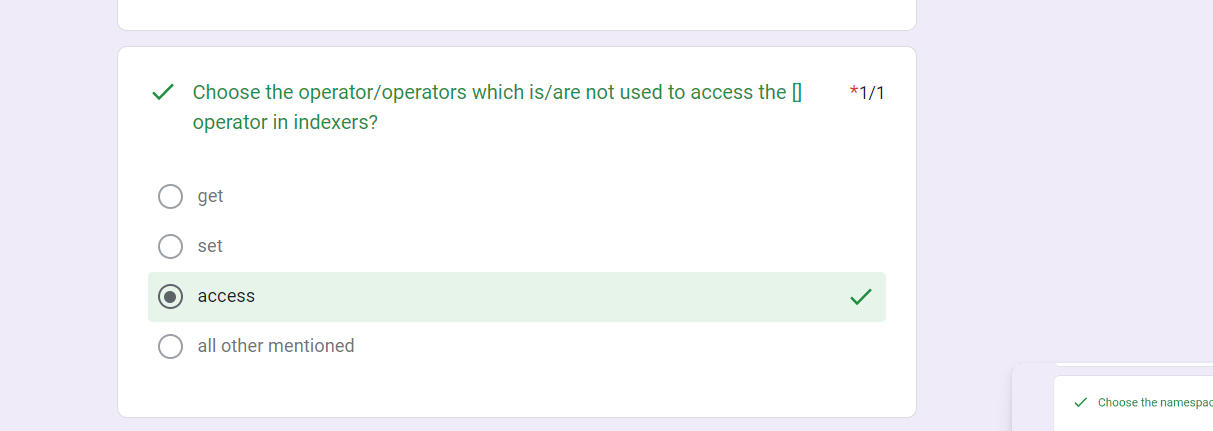 Choose the operator/operators which is/are not used to access the [] *1/1
operator in indexers?
get
set
access
all other mentioned
Choose the namespac